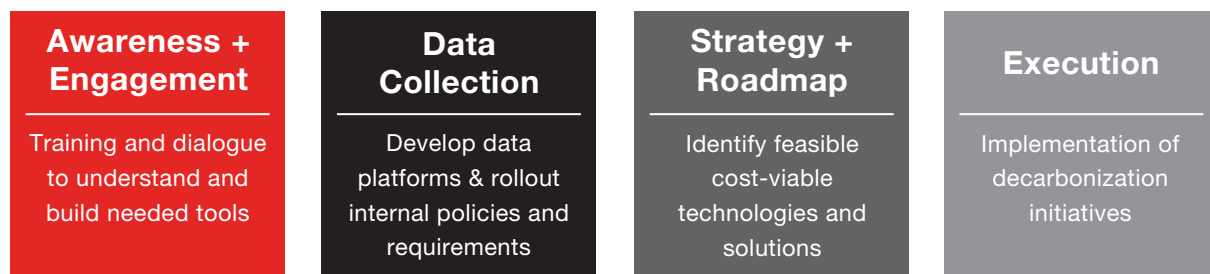 Awareness +
Engagement
Training and dialogue
to understand and
build needed tools
Data
Collection
Develop data
platforms & rollout
internal policies and
requirements
Strategy +
Roadmap
Identify feasible
cost-viable
technologies and
solutions
Execution
Implementation of
decarbonization
initiatives